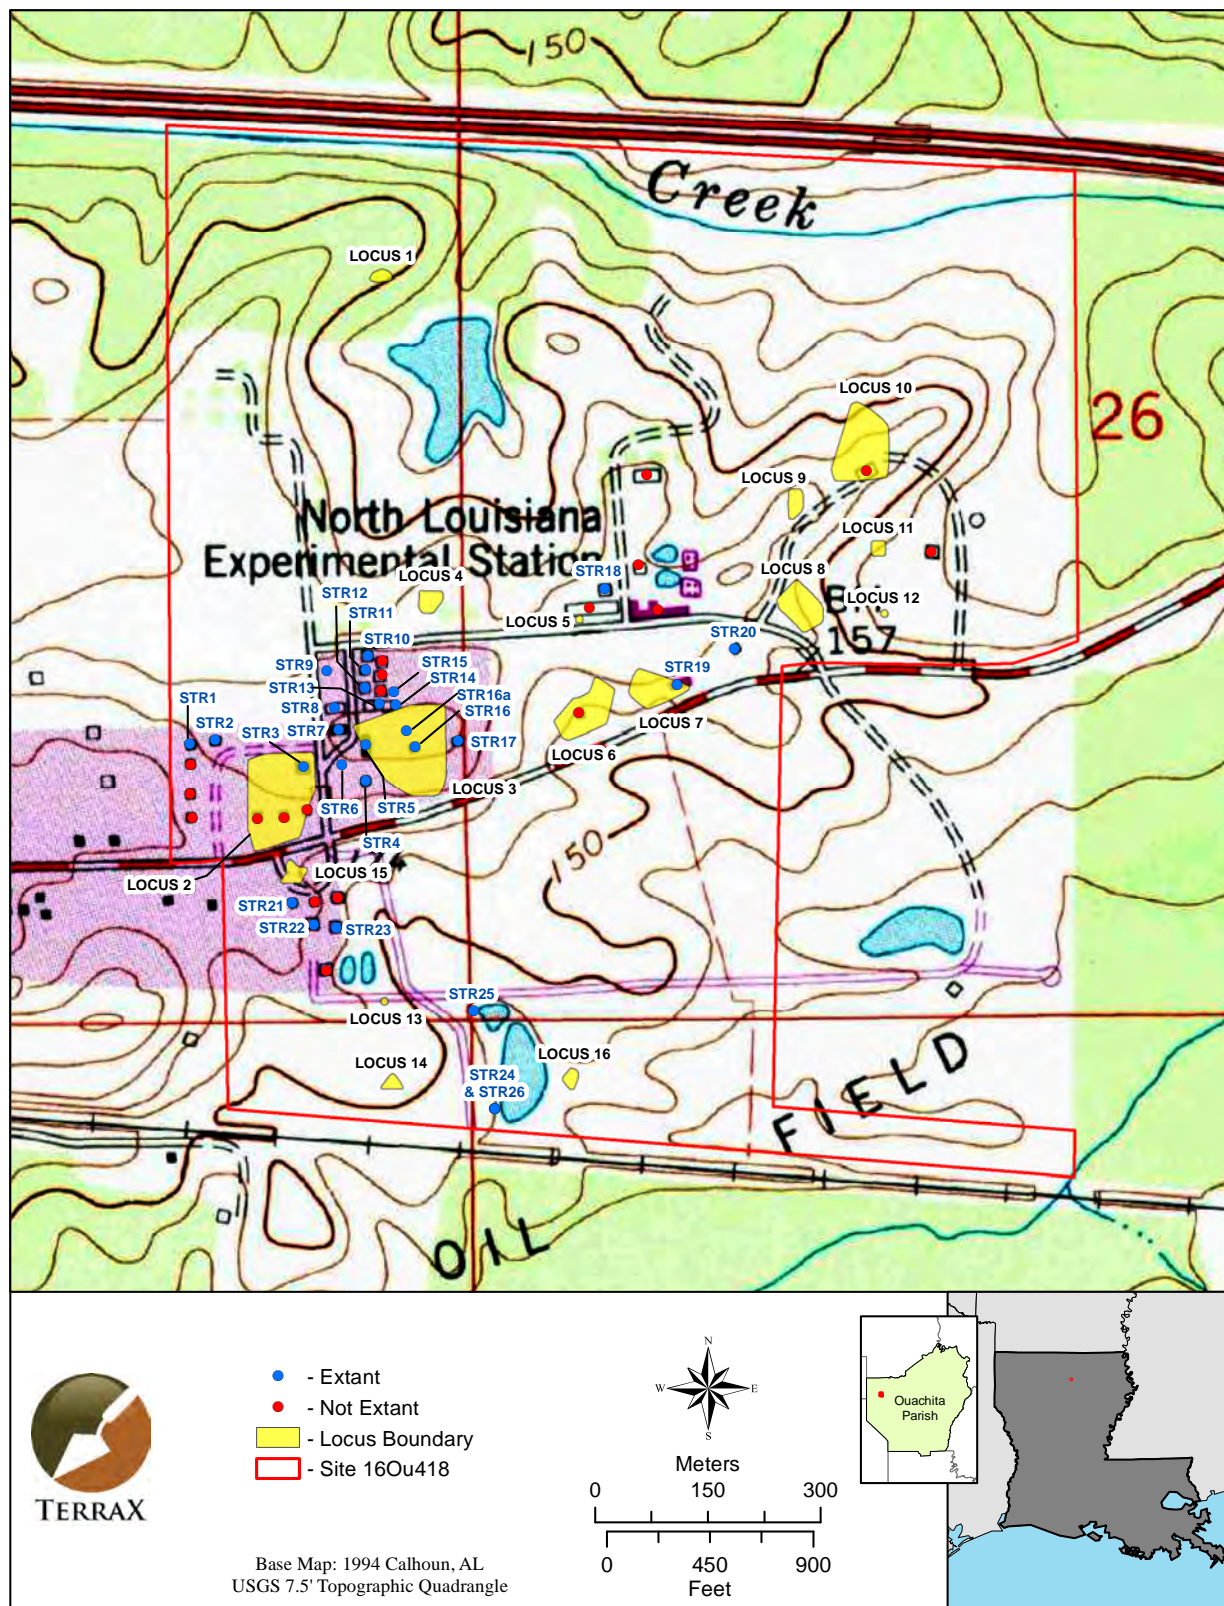 150
Creek
LOCUS 1
LOCUS 10
26
LOCUS 9
North Louisiana
Experimental Station
LOCUS 11
STR12
LOCUS 4
STR18
LOCUS 8
STR11
LOCUS 5
BM
LOCUS 12
157
STR10
STR20
STR9
STR15
STR19
STR13
STR14
STR16a
STR1
STR8
STR16
LOCUS 7
STR2
STR7
STR3
STR17
LOCUS 6
STR6
STR5
LOCUS 3
STR4
150
LOCUS 2
LOCUS 15
STR21
STR22
STR23
STR25
LOCUS 13
LOCUS 14
LOCUS 16
STR24
& STR26
OIL FIELD
TERRAX
- Extant
- Not Extant
- Locus Boundary
- Site 16Ou418
Base Map: 1994 Calhoun, AL
USGS 7.5' Topographic Quadrangle
N
W E
S
Meters
0 150 300
0 450 900
Feet
Ouachita
Parish